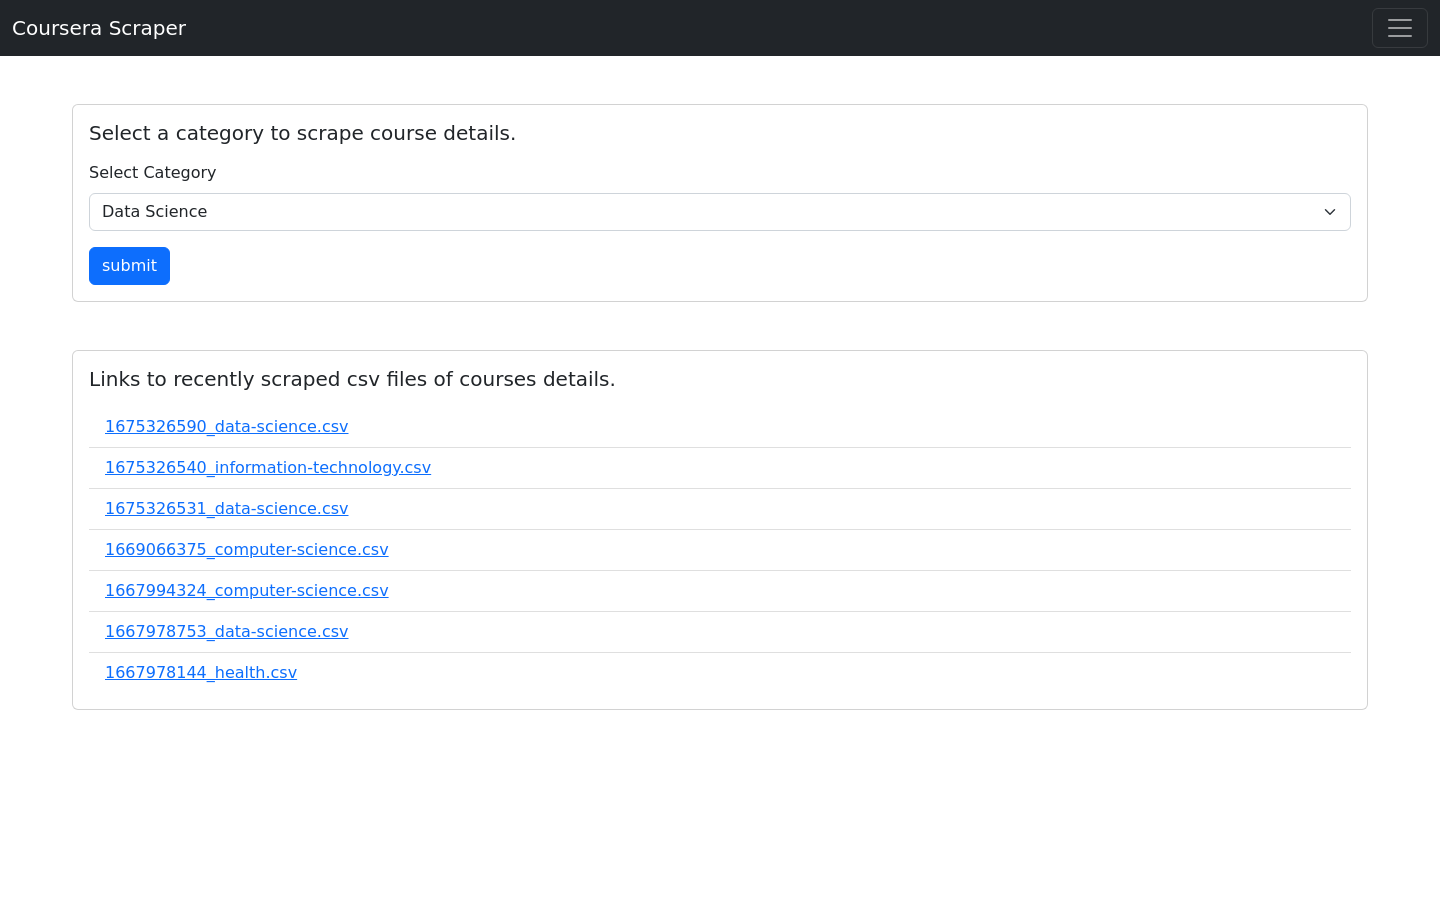 Coursera Scraper
Select a category to scrape course details.
Select Category
Data Science
submit
Links to recently scraped csv files of courses details.
1675326590_data-science.csv
1675326540_information-technology.csv
1675326531_data-science.csv
1669066375_computer-science.csv
1667994324_computer-science.csv
1667978753_data-science.csv
1667978144_health.csv